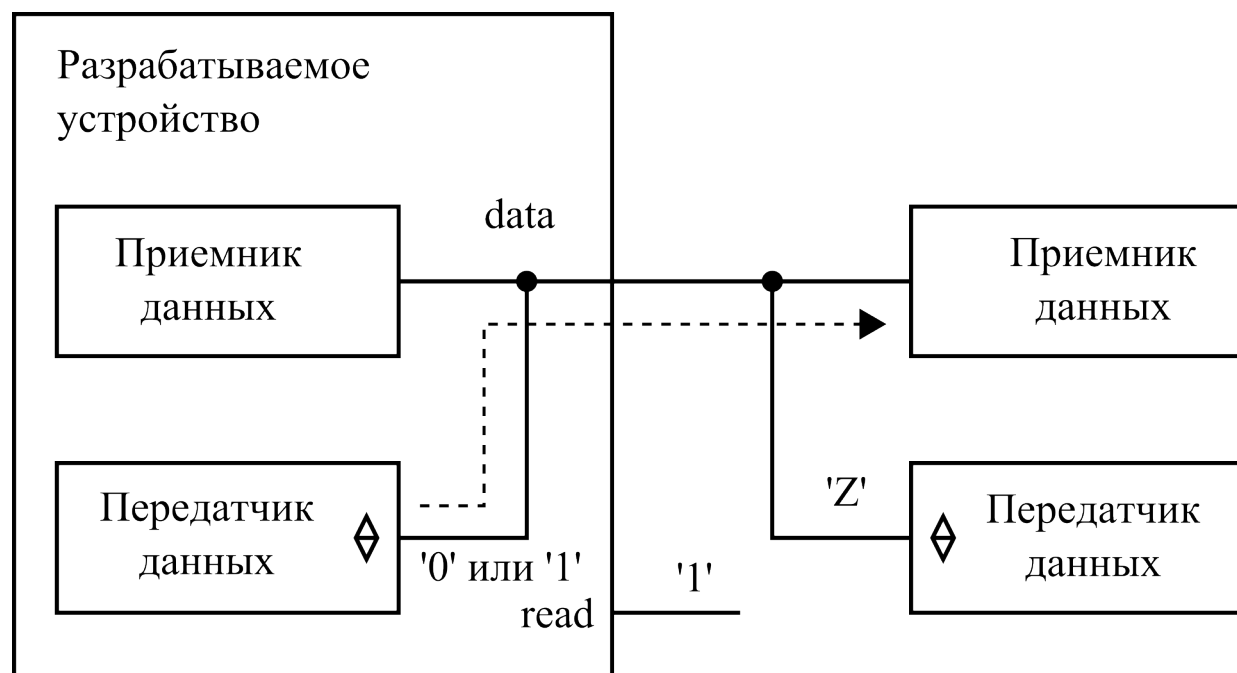 Разрабатываемое
устройство
data
Приемник
данных
Приемник
данных
Передатчик
данных
'0' или '1'
read
'1'
'Z'
Передатчик
данных